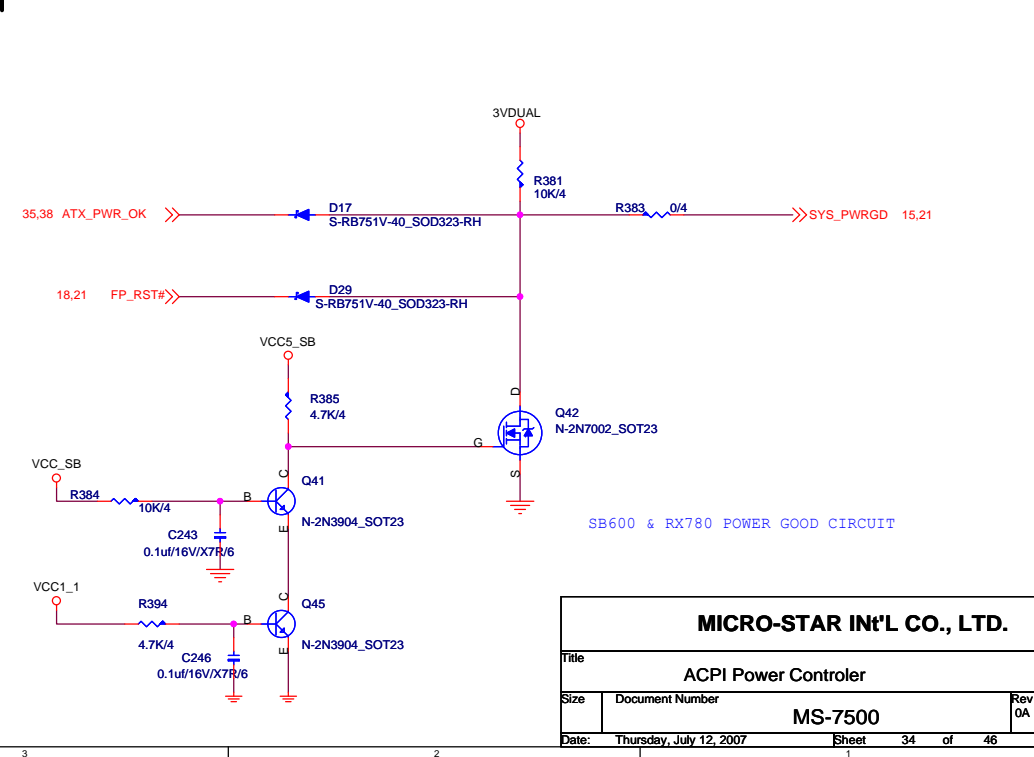 3VDUAL
R381
10K/4
35,38 ATX_PWR_OK
D17
S-RB751V-40_SOD323-RH
R383 0/4
SYS_PWRGD 15,21
18,21 FP_RST#
D29
S-RB751V-40_SOD323-RH
VCC5_SB
R385
4.7K/4
D
Q42
N-2N7002_SOT23
G
S
VCC_SB
R384
10K/4
B
C
Q41
N-2N3904_SOT23
E
C243
0.1uf/16V/X7R/6
SB600 & RX780 POWER GOOD CIRCUIT
VCC1_1
R394
4.7K/4
B
C
Q45
N-2N3904_SOT23
E
C246
0.1uf/16V/X7R/6
MICRO-STAR INt'L CO., LTD.
Title
ACPI Power Controler
Size Document Number Rev
MS-7500 0A
Date: Thursday, July 12, 2007 Sheet 34 of 46
3 2 1